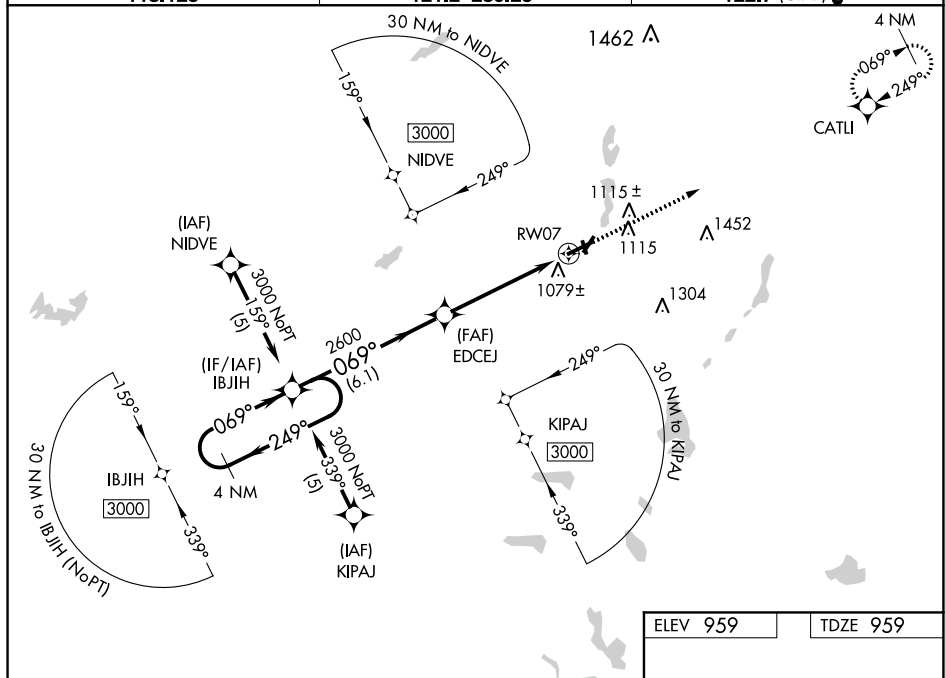 30 NM to NIDVE
159°
3000
NIDVE
249°
1462
4 NM
069°
249°
CATLI
(IAF)
NIDVE
3000 NoPT
159°
(5)
RW07
1115 ±
1115
1452
1079±
1304
(FAF)
EDCEJ
2600
069°
(6.1)
(IF/IAF)
IBJIH
069°
249°
4 NM
3000 NoPT
339°
(5)
(IAF)
KIPAJ
159°
IBJIH
3000
339°
30 NM to IBJIH (NoPT)
249°
KIPAJ
3000
339°
30 NM to KIPAJ
ELEV 959
TDZE 959